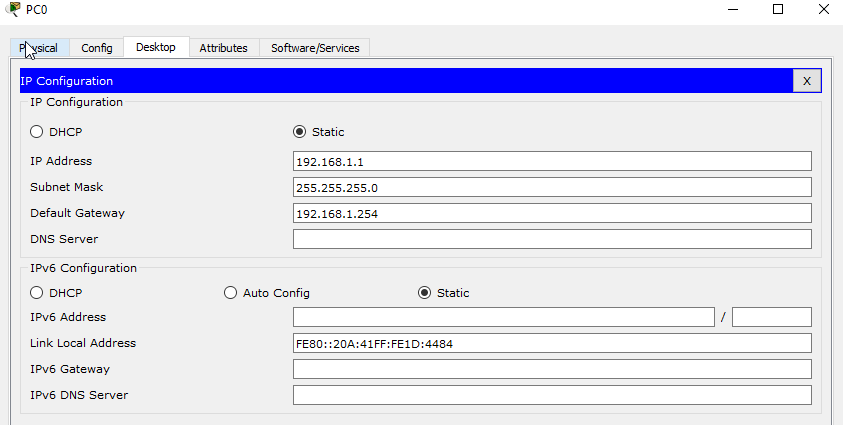 PC0
Physical Config Desktop Attributes Software/Services
IP Configuration X
IP Configuration
DHCP Static
IP Address 192.168.1.1
Subnet Mask 255.255.255.0
Default Gateway 192.168.1.254
DNS Server
IPv6 Configuration
DHCP Auto Config Static
IPv6 Address /
Link Local Address FE80::20A:41FF:FE1D:4484
IPv6 Gateway
IPv6 DNS Server